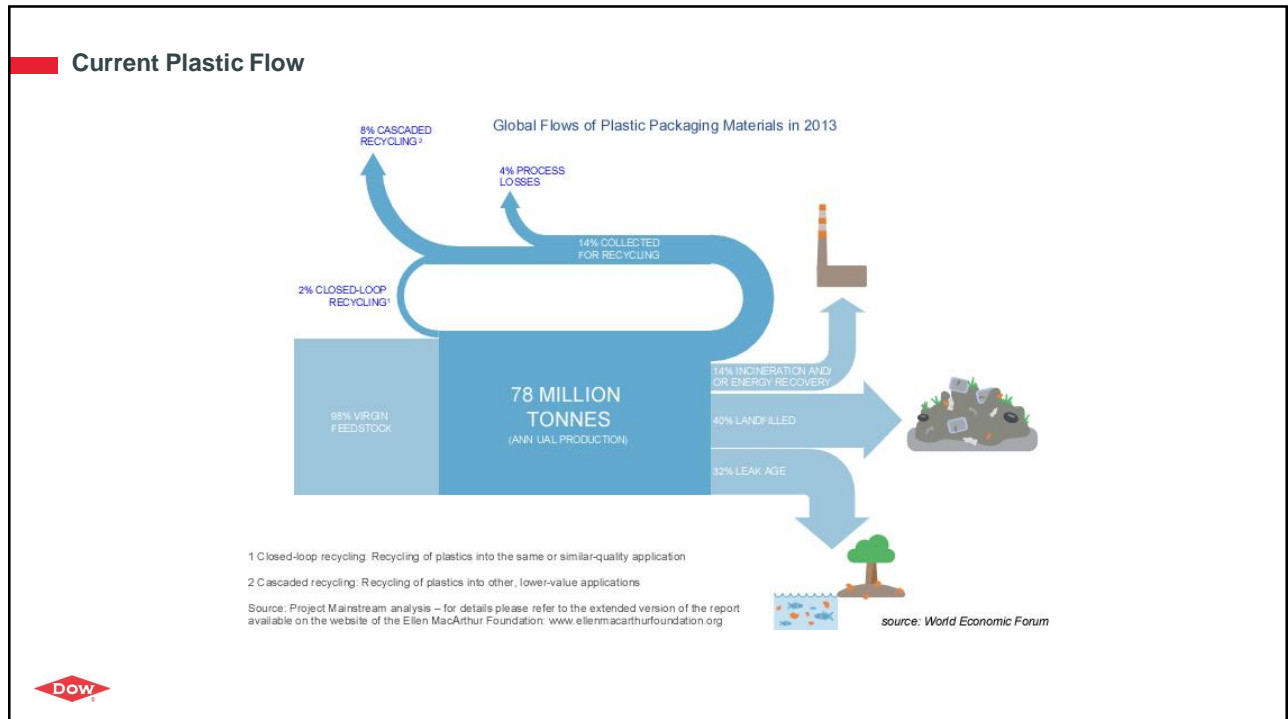 Current Plastic Flow
Global Flows of Plastic Packaging Materials in 2013
8% CASCADED
RECYCLING ²
4% PROCESS
LOSSES
14% COLLECTED
FOR RECYCLING
2% CLOSED-LOOP
RECYCLING¹
98% VIRGIN
FEEDSTOCK
78 MILLION
TONNES
(ANN UAL PRODUCTION)
14% INCINERATION AND/
OR ENERGY RECOVERY
40% LANDFILLED
32% LEAK AGE
1 Closed-loop recycling: Recycling of plastics into the same or similar-quality application
2 Cascaded recycling: Recycling of plastics into other, lower-value applications
Source: Project Mainstream analysis – for details please refer to the extended version of the report
available on the website of the Ellen MacArthur Foundation: www.ellenmacarthurfoundation.org
source: World Economic Forum
Dow
®